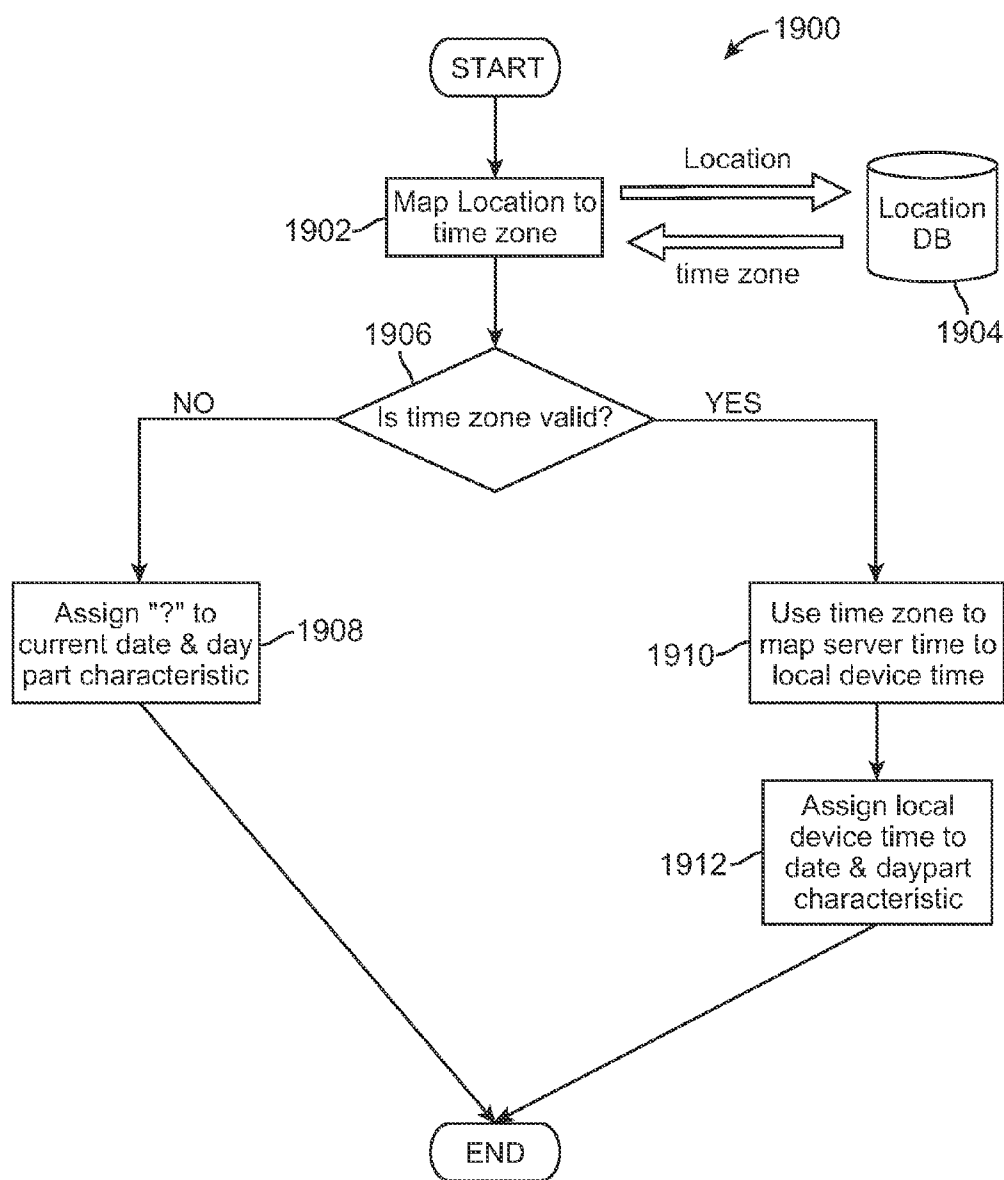 1900
START
Location
Map Location to
time zone
1902
Location
DB
time zone
1904
1906
NO
Is time zone valid?
YES
Assign "?" to
current date & day
part characteristic
1908
Use time zone to
map server time to
local device time
1910
Assign local
device time to
date & daypart
characteristic
1912
END